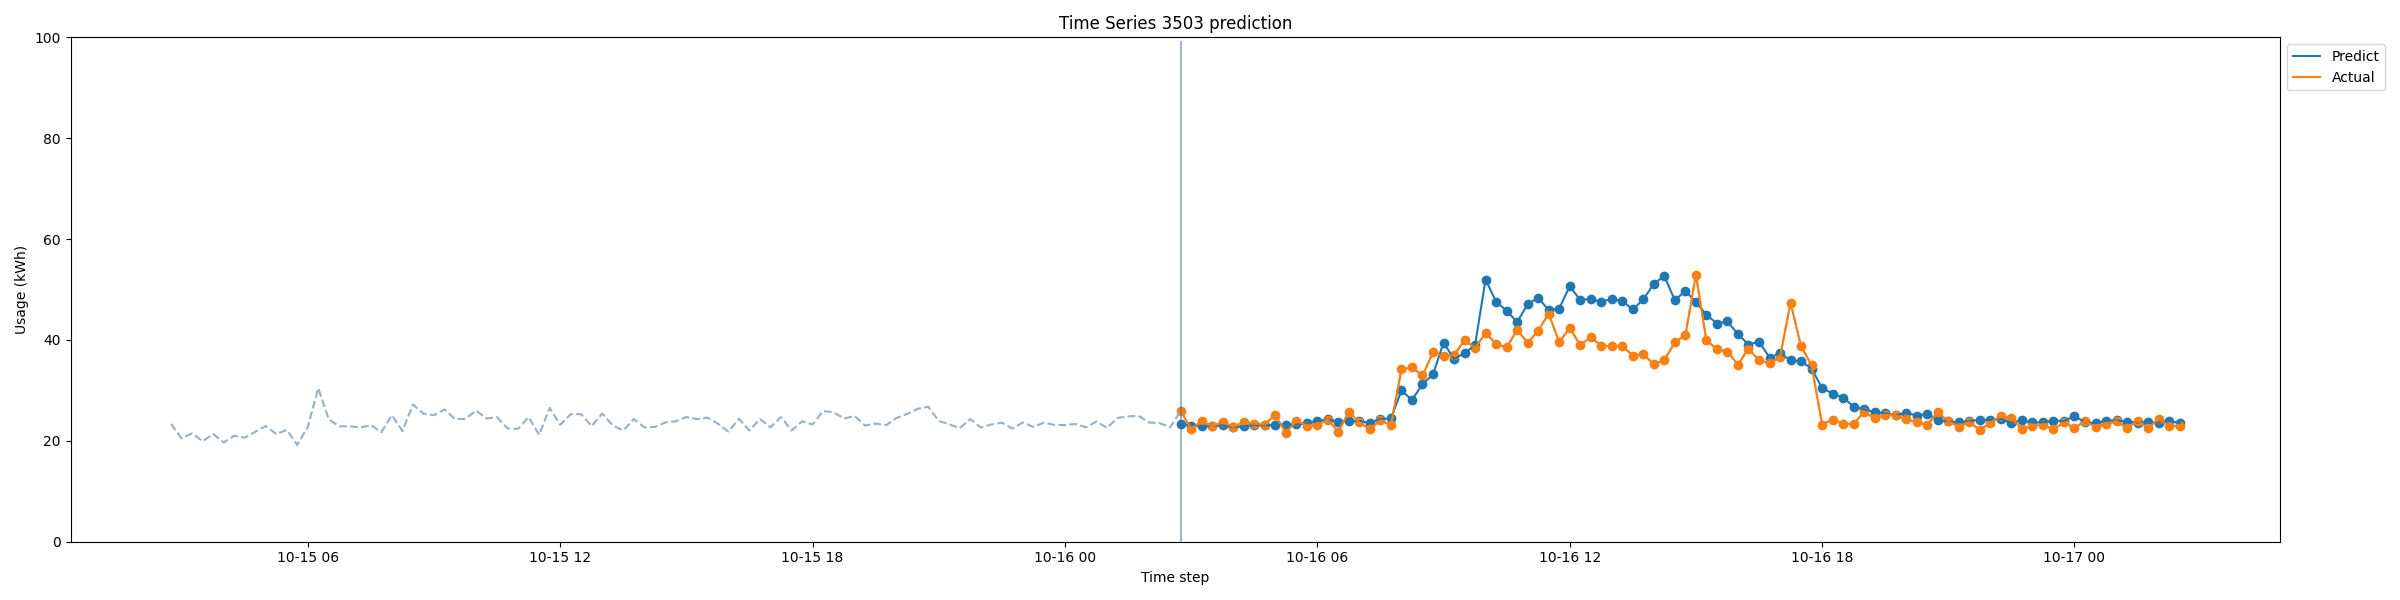 Time Series 3503 prediction
100
80
60
40
20
0
Usage (kWh)
10-15 06
10-15 12
10-15 18
10-16 00
10-16 06
10-16 12
10-16 18
10-17 00
Time step
Predict
Actual